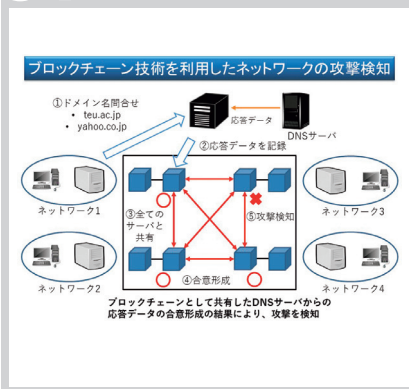 ブロックチェーン技術を利用したネットワークの攻撃検知
①ドメイン名問合せ
• teu.ac.jp
• yahoo.co.jp
応答データ
DNSサーバ
②応答データを記録
ネットワーク1
③全ての
サーバと
共有
⑤攻撃検知
ネットワーク3
④合意形成
ネットワーク2
ネットワーク4
ブロックチェーンとして共有したDNSサーバからの
応答データの合意形成の結果により、攻撃を検知